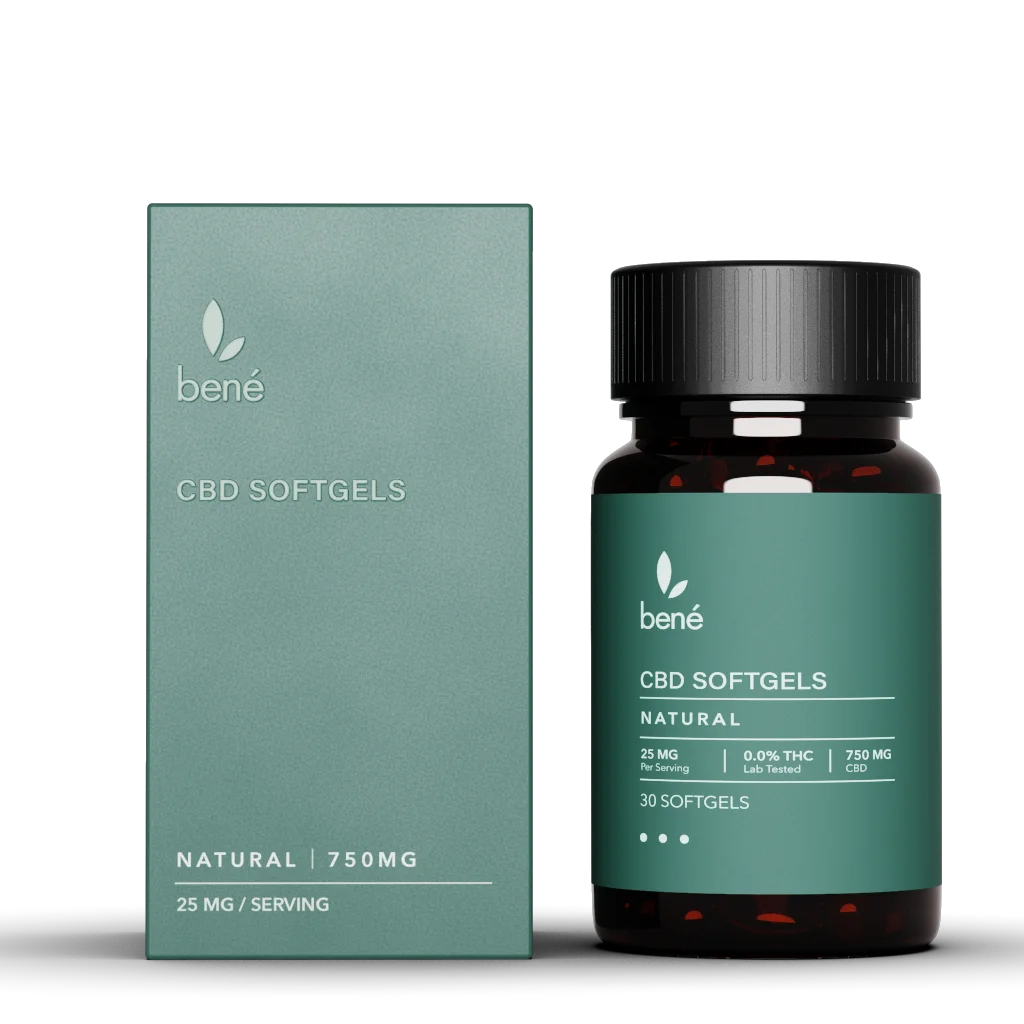 bené
CBD SOFTGELS
NATURAL | 750MG
25 MG / SERVING
bené
CBD SOFTGELS
NATURAL
25 MG | 0.0% THC | 750 MG
Per Serving Lab Tested CBD
30 SOFTGELS